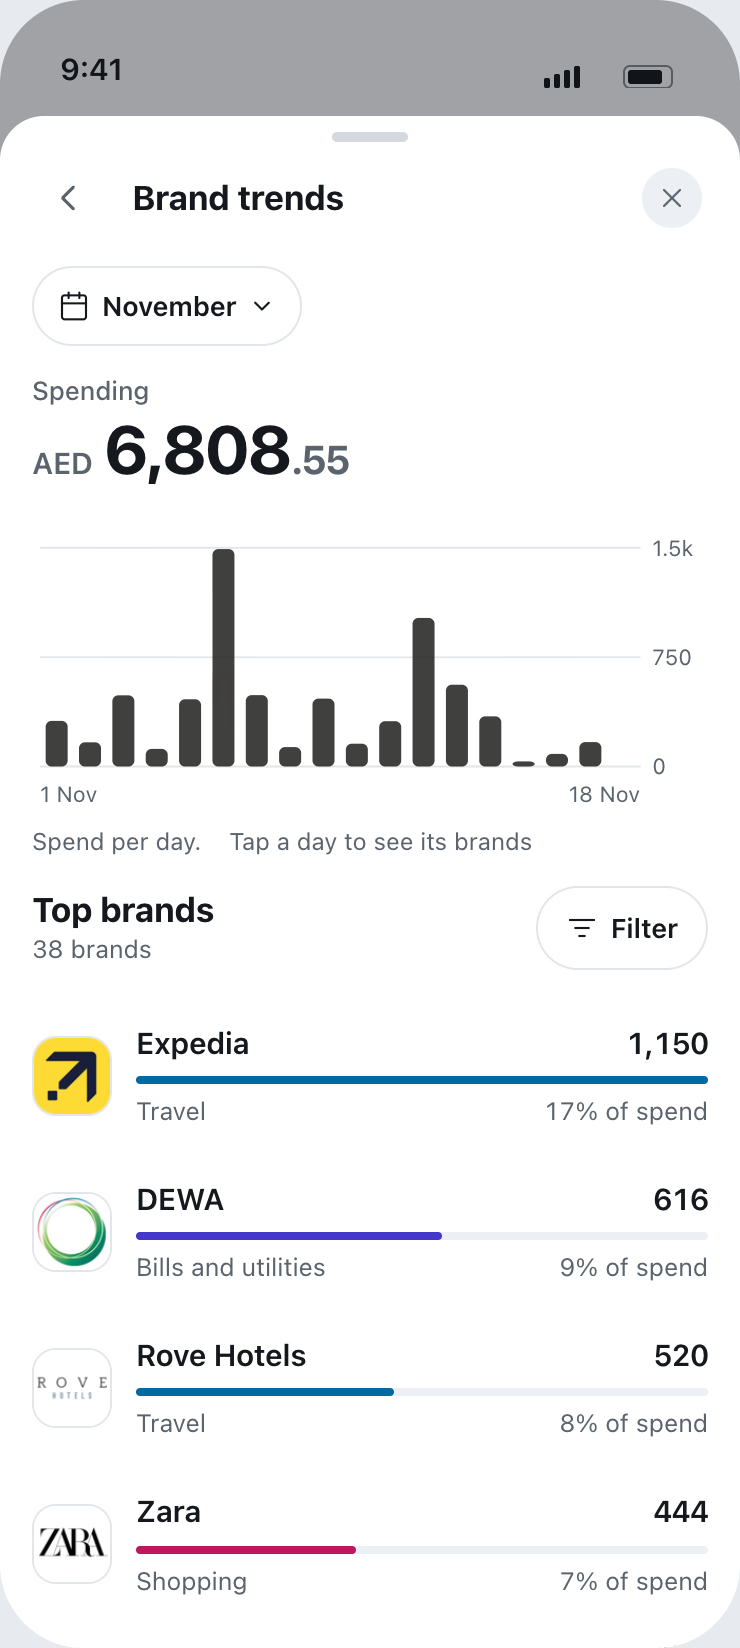 9:41
Brand trends
November
Spending
AED 6,808.55
1.5k
750
0
1 Nov 18 Nov
Spend per day. Tap a day to see its brands
Top brands
38 brands
Filter
Expedia 1,150
Travel 17% of spend
DEWA 616
Bills and utilities 9% of spend
ROVE
HOTELS
Rove Hotels 520
Travel 8% of spend
ZARA
Zara 444
Shopping 7% of spend